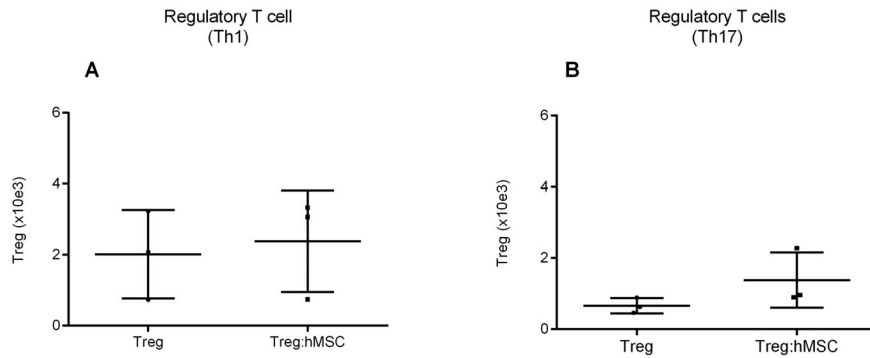 Regulatory T cell
(Th1)
A
Treg (x10e3)
6
4
2
0
Treg
Treg:hMSC
Regulatory T cells
(Th17)
B
Treg (x10e3)
6
4
2
0
Treg
Treg:hMSC